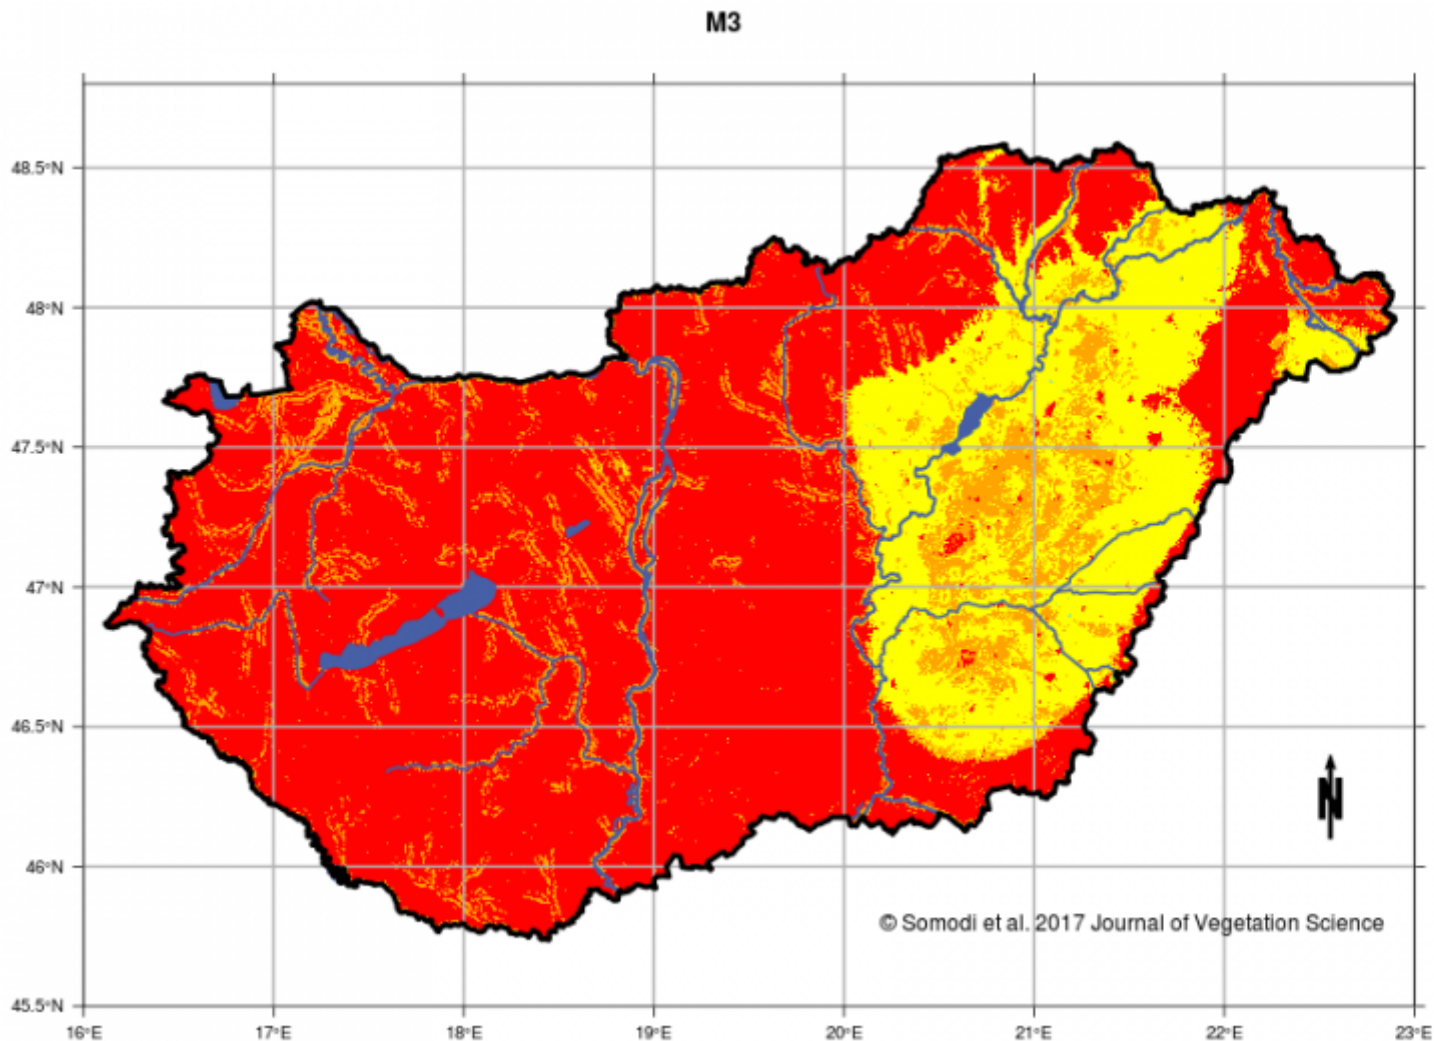 M3
48.5°N
48°N
47.5°N
47°N
46.5°N
46°N
45.5°N
N
© Somodi et al. 2017 Journal of Vegetation Science
16°E 17°E 18°E 19°E 20°E 21°E 22°E 23°E